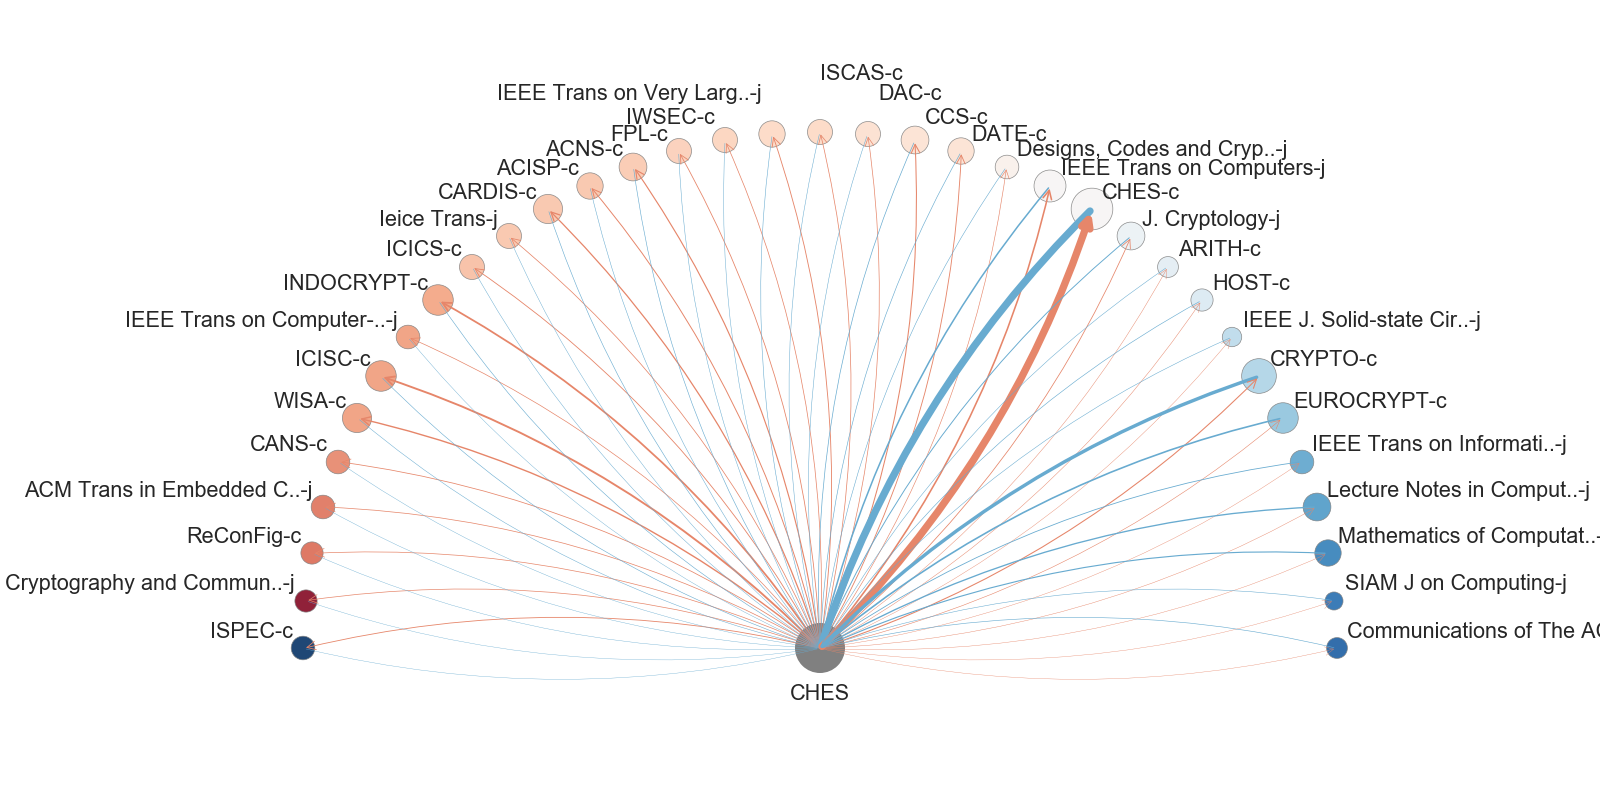 ISCAS-c
IEEE Trans on Very Larg..-j
DAC-c
IWSEC-c
CCS-c
FPL-c
DATE-c
ACNS-c
Designs, Codes and Cryp..-j
ACISP-c
IEEE Trans on Computers-j
CARDIS-c
CHES-c
Ieice Trans-j
J. Cryptology-j
ICICS-c
ARITH-c
INDOCRYPT-c
HOST-c
IEEE Trans on Computer-..-j
IEEE J. Solid-state Cir..-j
ICISC-c
CRYPTO-c
WISA-c
EUROCRYPT-c
CANS-c
IEEE Trans on Informati..-j
ACM Trans in Embedded C..-j
Lecture Notes in Comput..-j
ReConFig-c
Mathematics of Computat..-
Cryptography and Commun..-j
SIAM J on Computing-j
ISPEC-c
Communications of The AC
CHES